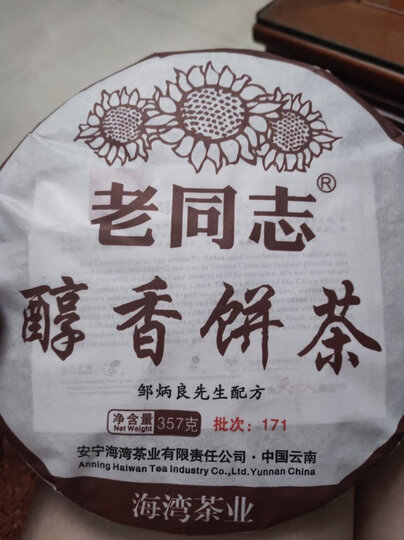 老同志®
醇香饼茶
邹炳良先生配方
净含量
Net Weight
357克
批次：171
安宁海湾茶业有限责任公司·中国云南
Anning Haiwan Tea Industry Co.,Ltd.Yunnan China
海湾茶业